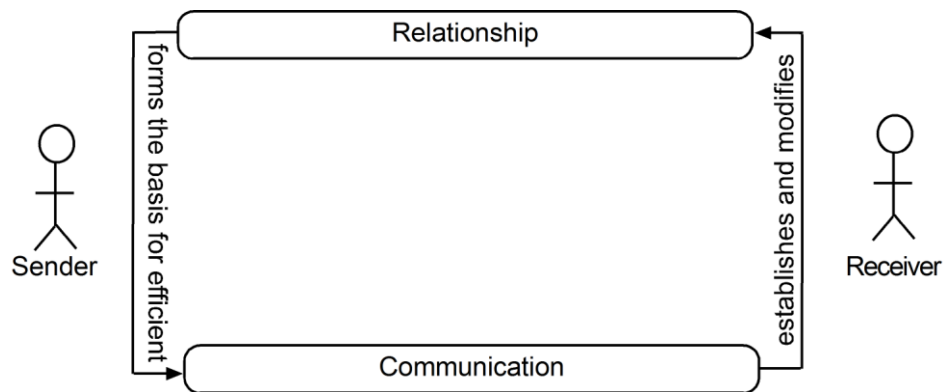 Relationship
forms the basis for efficient
establishes and modifies
Sender
Receiver
Communication